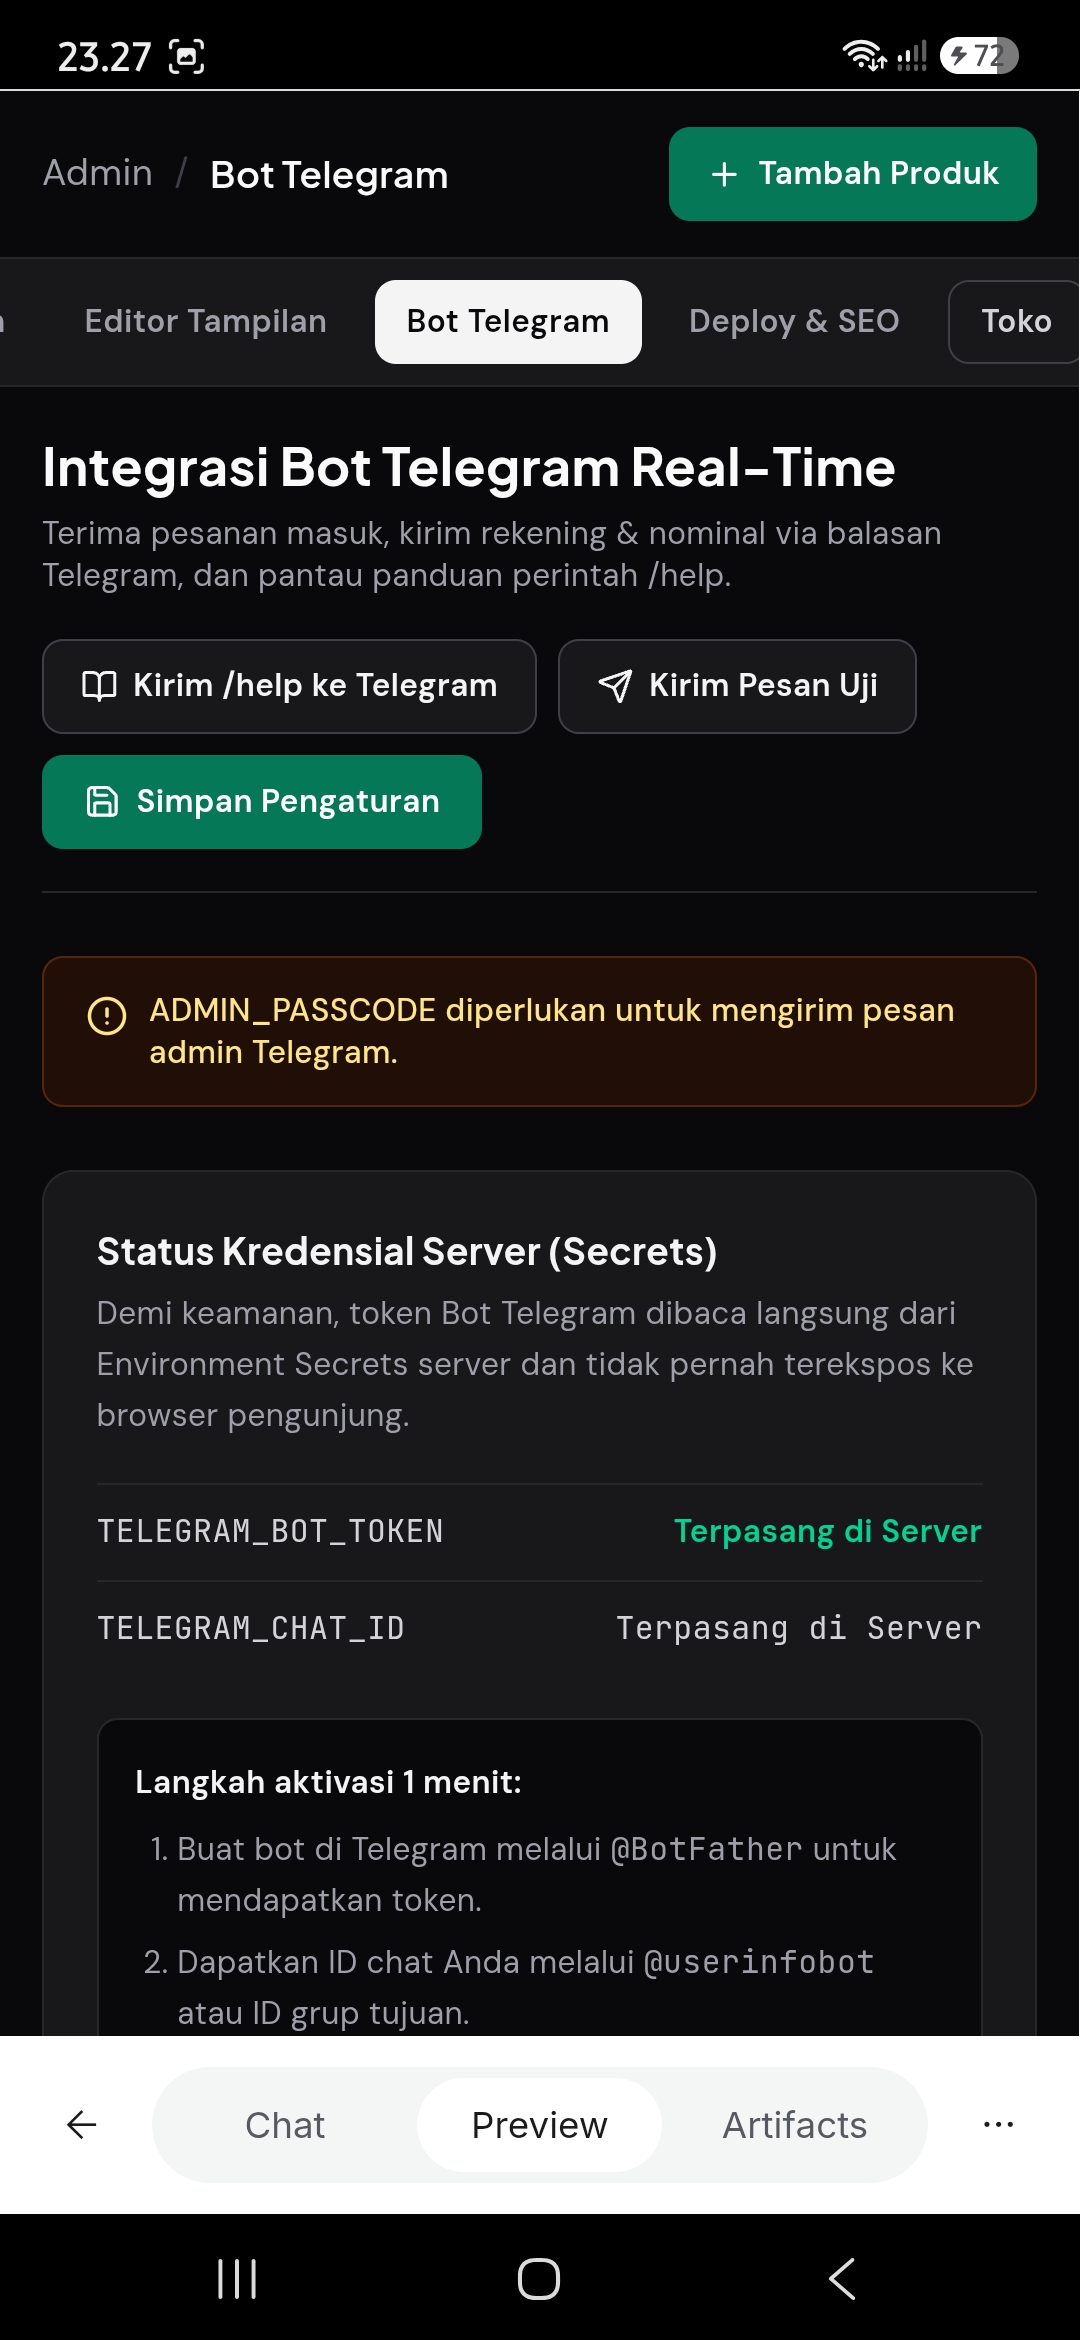 23.27
72
Admin / Bot Telegram
+ Tambah Produk
Editor Tampilan
Bot Telegram
Deploy & SEO
Toko
Integrasi Bot Telegram Real-Time
Terima pesanan masuk, kirim rekening & nominal via balasan
Telegram, dan pantau panduan perintah /help.
Kirim /help ke Telegram
Kirim Pesan Uji
Simpan Pengaturan
ADMIN_PASSCODE diperlukan untuk mengirim pesan
admin Telegram.
Status Kredensial Server (Secrets)
Demi keamanan, token Bot Telegram dibaca langsung dari
Environment Secrets server dan tidak pernah terekspos ke
browser pengunjung.
TELEGRAM_BOT_TOKEN
Terpasang di Server
TELEGRAM_CHAT_ID
Terpasang di Server
Langkah aktivasi 1 menit:
1. Buat bot di Telegram melalui @BotFather untuk
mendapatkan token.
2. Dapatkan ID chat Anda melalui @userinfobot
atau ID grup tujuan.
Chat
Preview
Artifacts